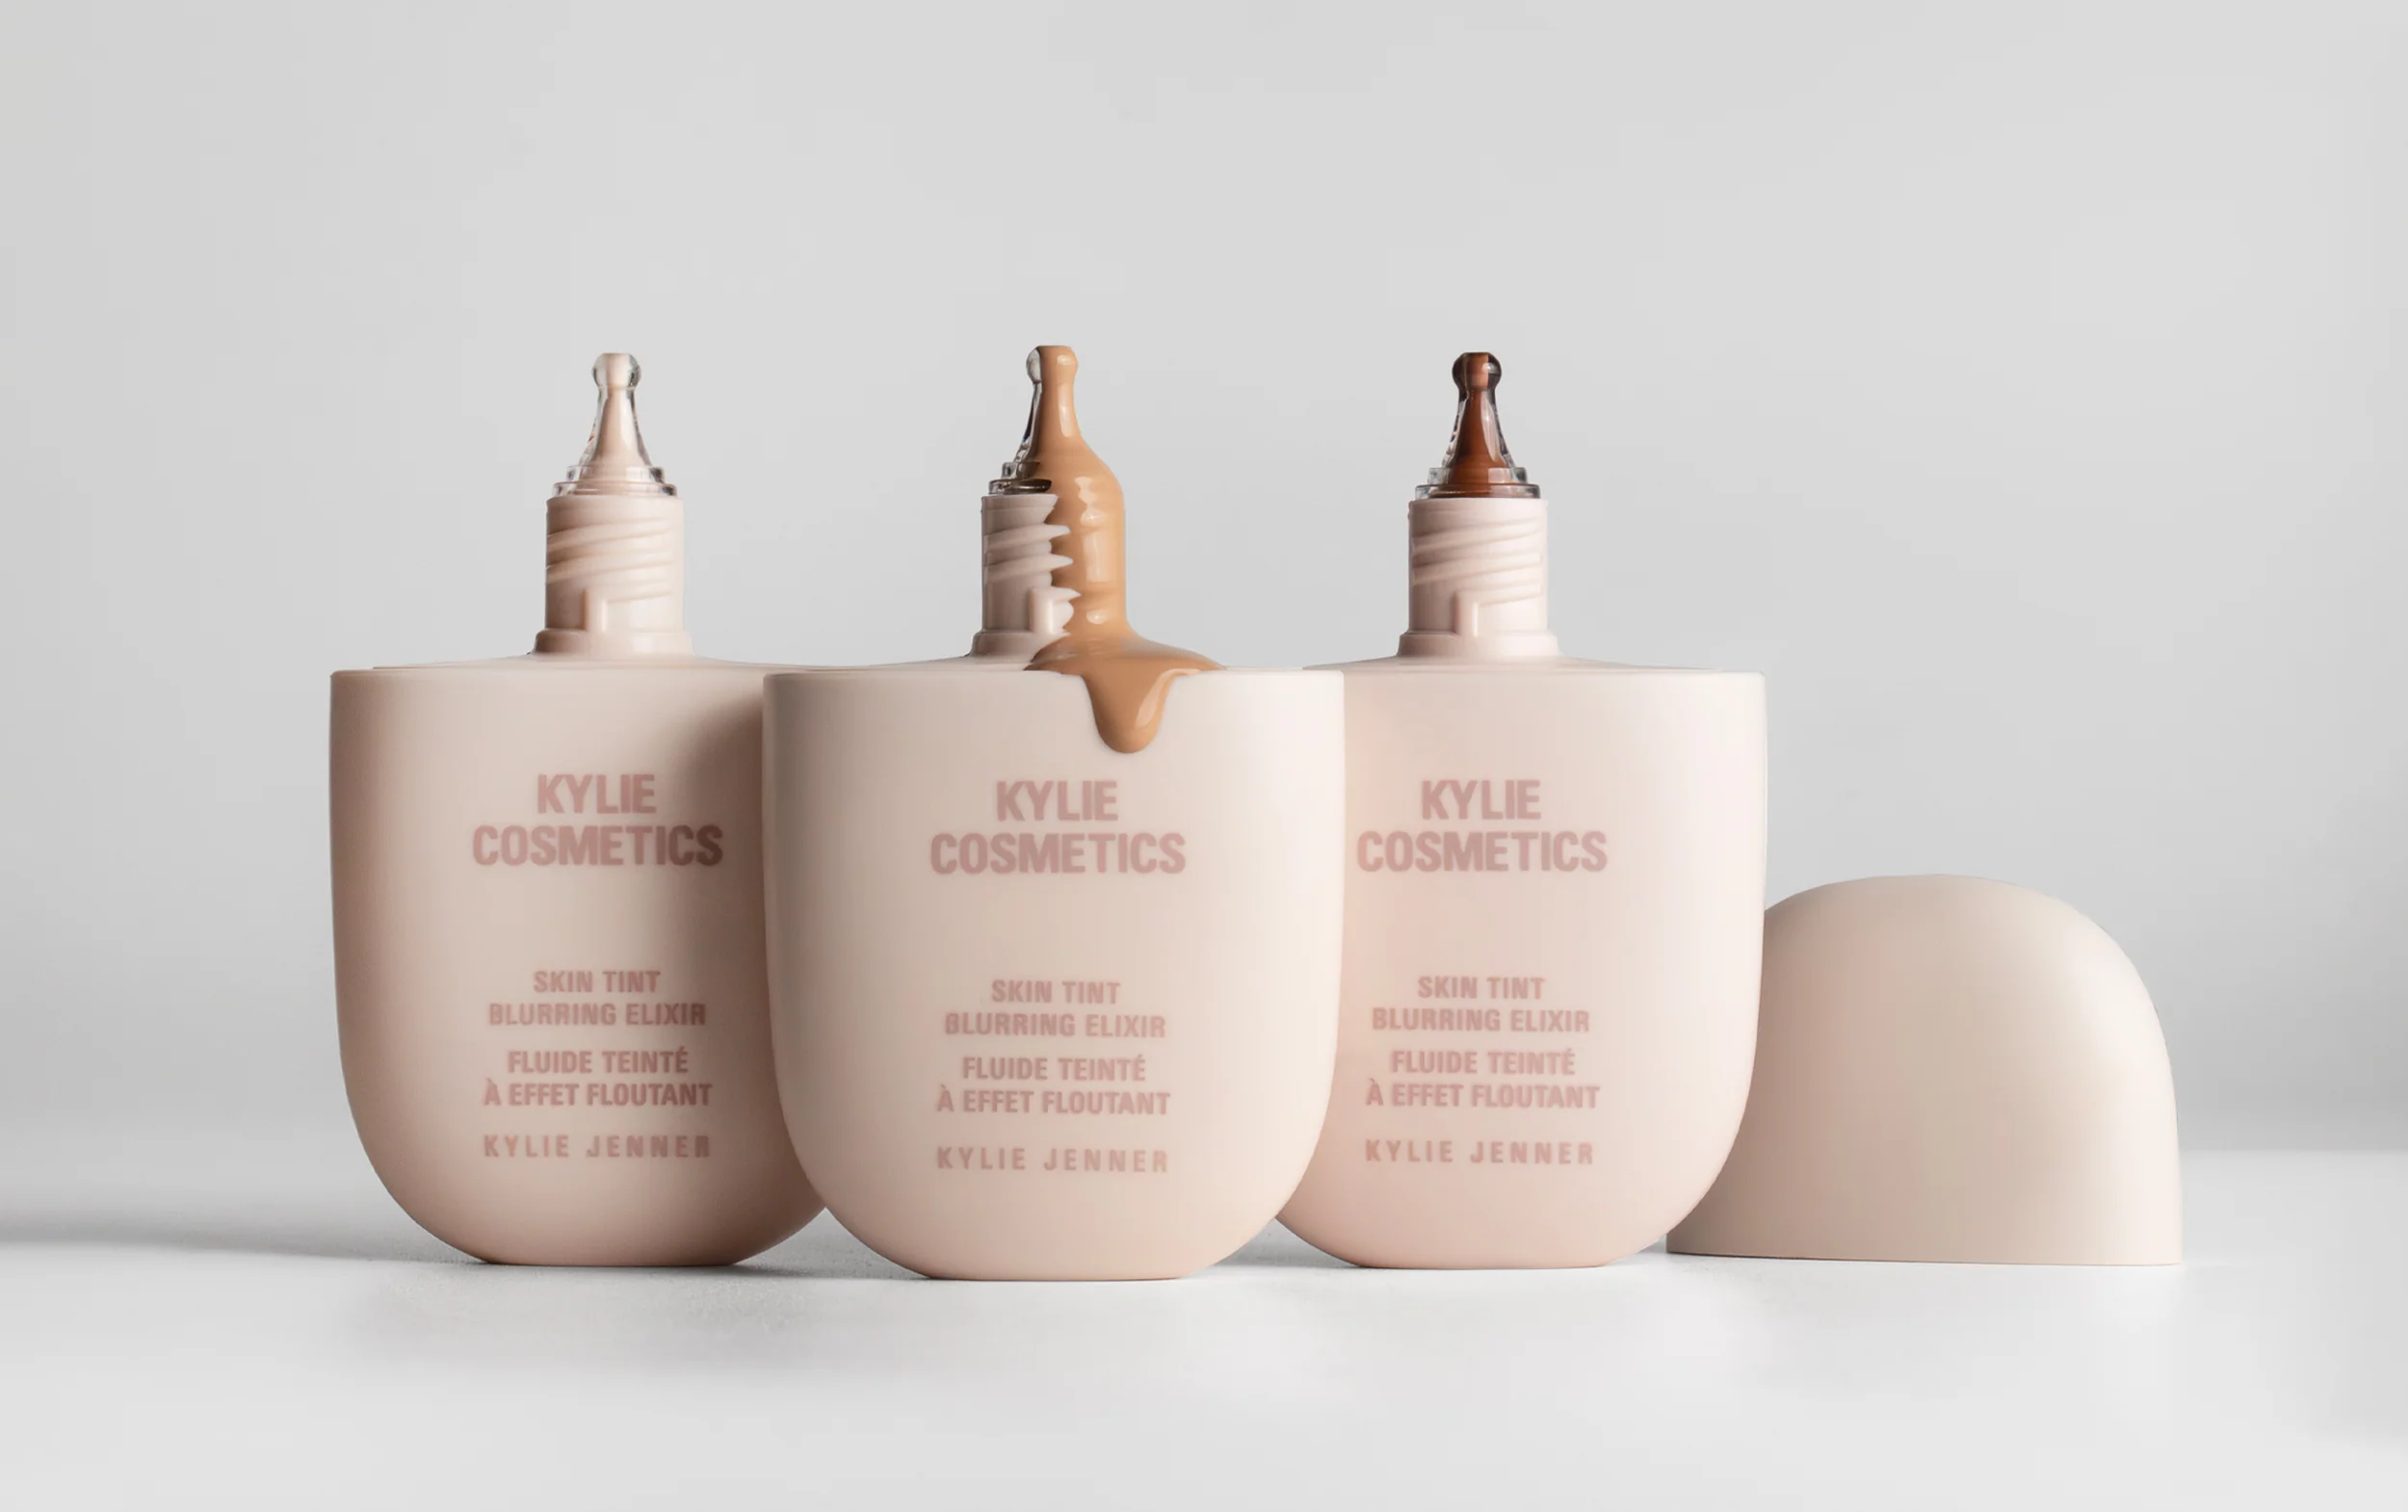 KYLIE
COSMETICS
SKIN TINT
BLURRING ELIXIR
FLUIDE TEINTÉ
À EFFET FLOUTANT
KYLIE JENNER
KYLIE
COSMETICS
SKIN TINT
BLURRING ELIXIR
FLUIDE TEINTÉ
À EFFET FLOUTANT
KYLIE JENNER
KYLIE
COSMETICS
SKIN TINT
BLURRING ELIXIR
FLUIDE TEINTÉ
À EFFET FLOUTANT
KYLIE JENNER